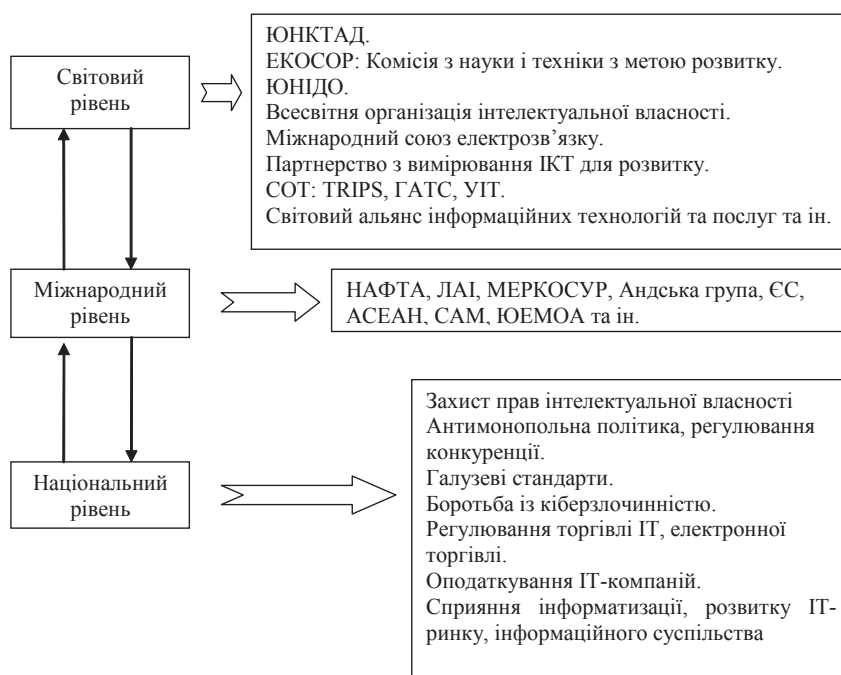 Світовий
рівень
ЮНКТАД.
ЕКОСОР: Комісія з науки і техніки з метою розвитку.
ЮНІДО.
Всесвітня організація інтелектуальної власності.
Міжнародний союз електрозв’язку.
Партнерство з вимірювання ІКТ для розвитку.
СОТ: TRIPS, ГАТС, УІТ.
Світовий альянс інформаційних технологій та послуг та ін.
Міжнародний
рівень
НАФТА, ЛАІ, МЕРКОСУР, Андська група, ЄС,
АСЕАН, САМ, ЮЕМОА та ін.
Національний
рівень
Захист прав інтелектуальної власності
Антимонопольна політика, регулювання
конкуренції.
Галузеві стандарти.
Боротьба із кіберзлочинністю.
Регулювання торгівлі ІТ, електронної
торгівлі.
Оподаткування ІТ-компаній.
Сприяння інформатизації, розвитку ІТ-
ринку, інформаційного суспільства